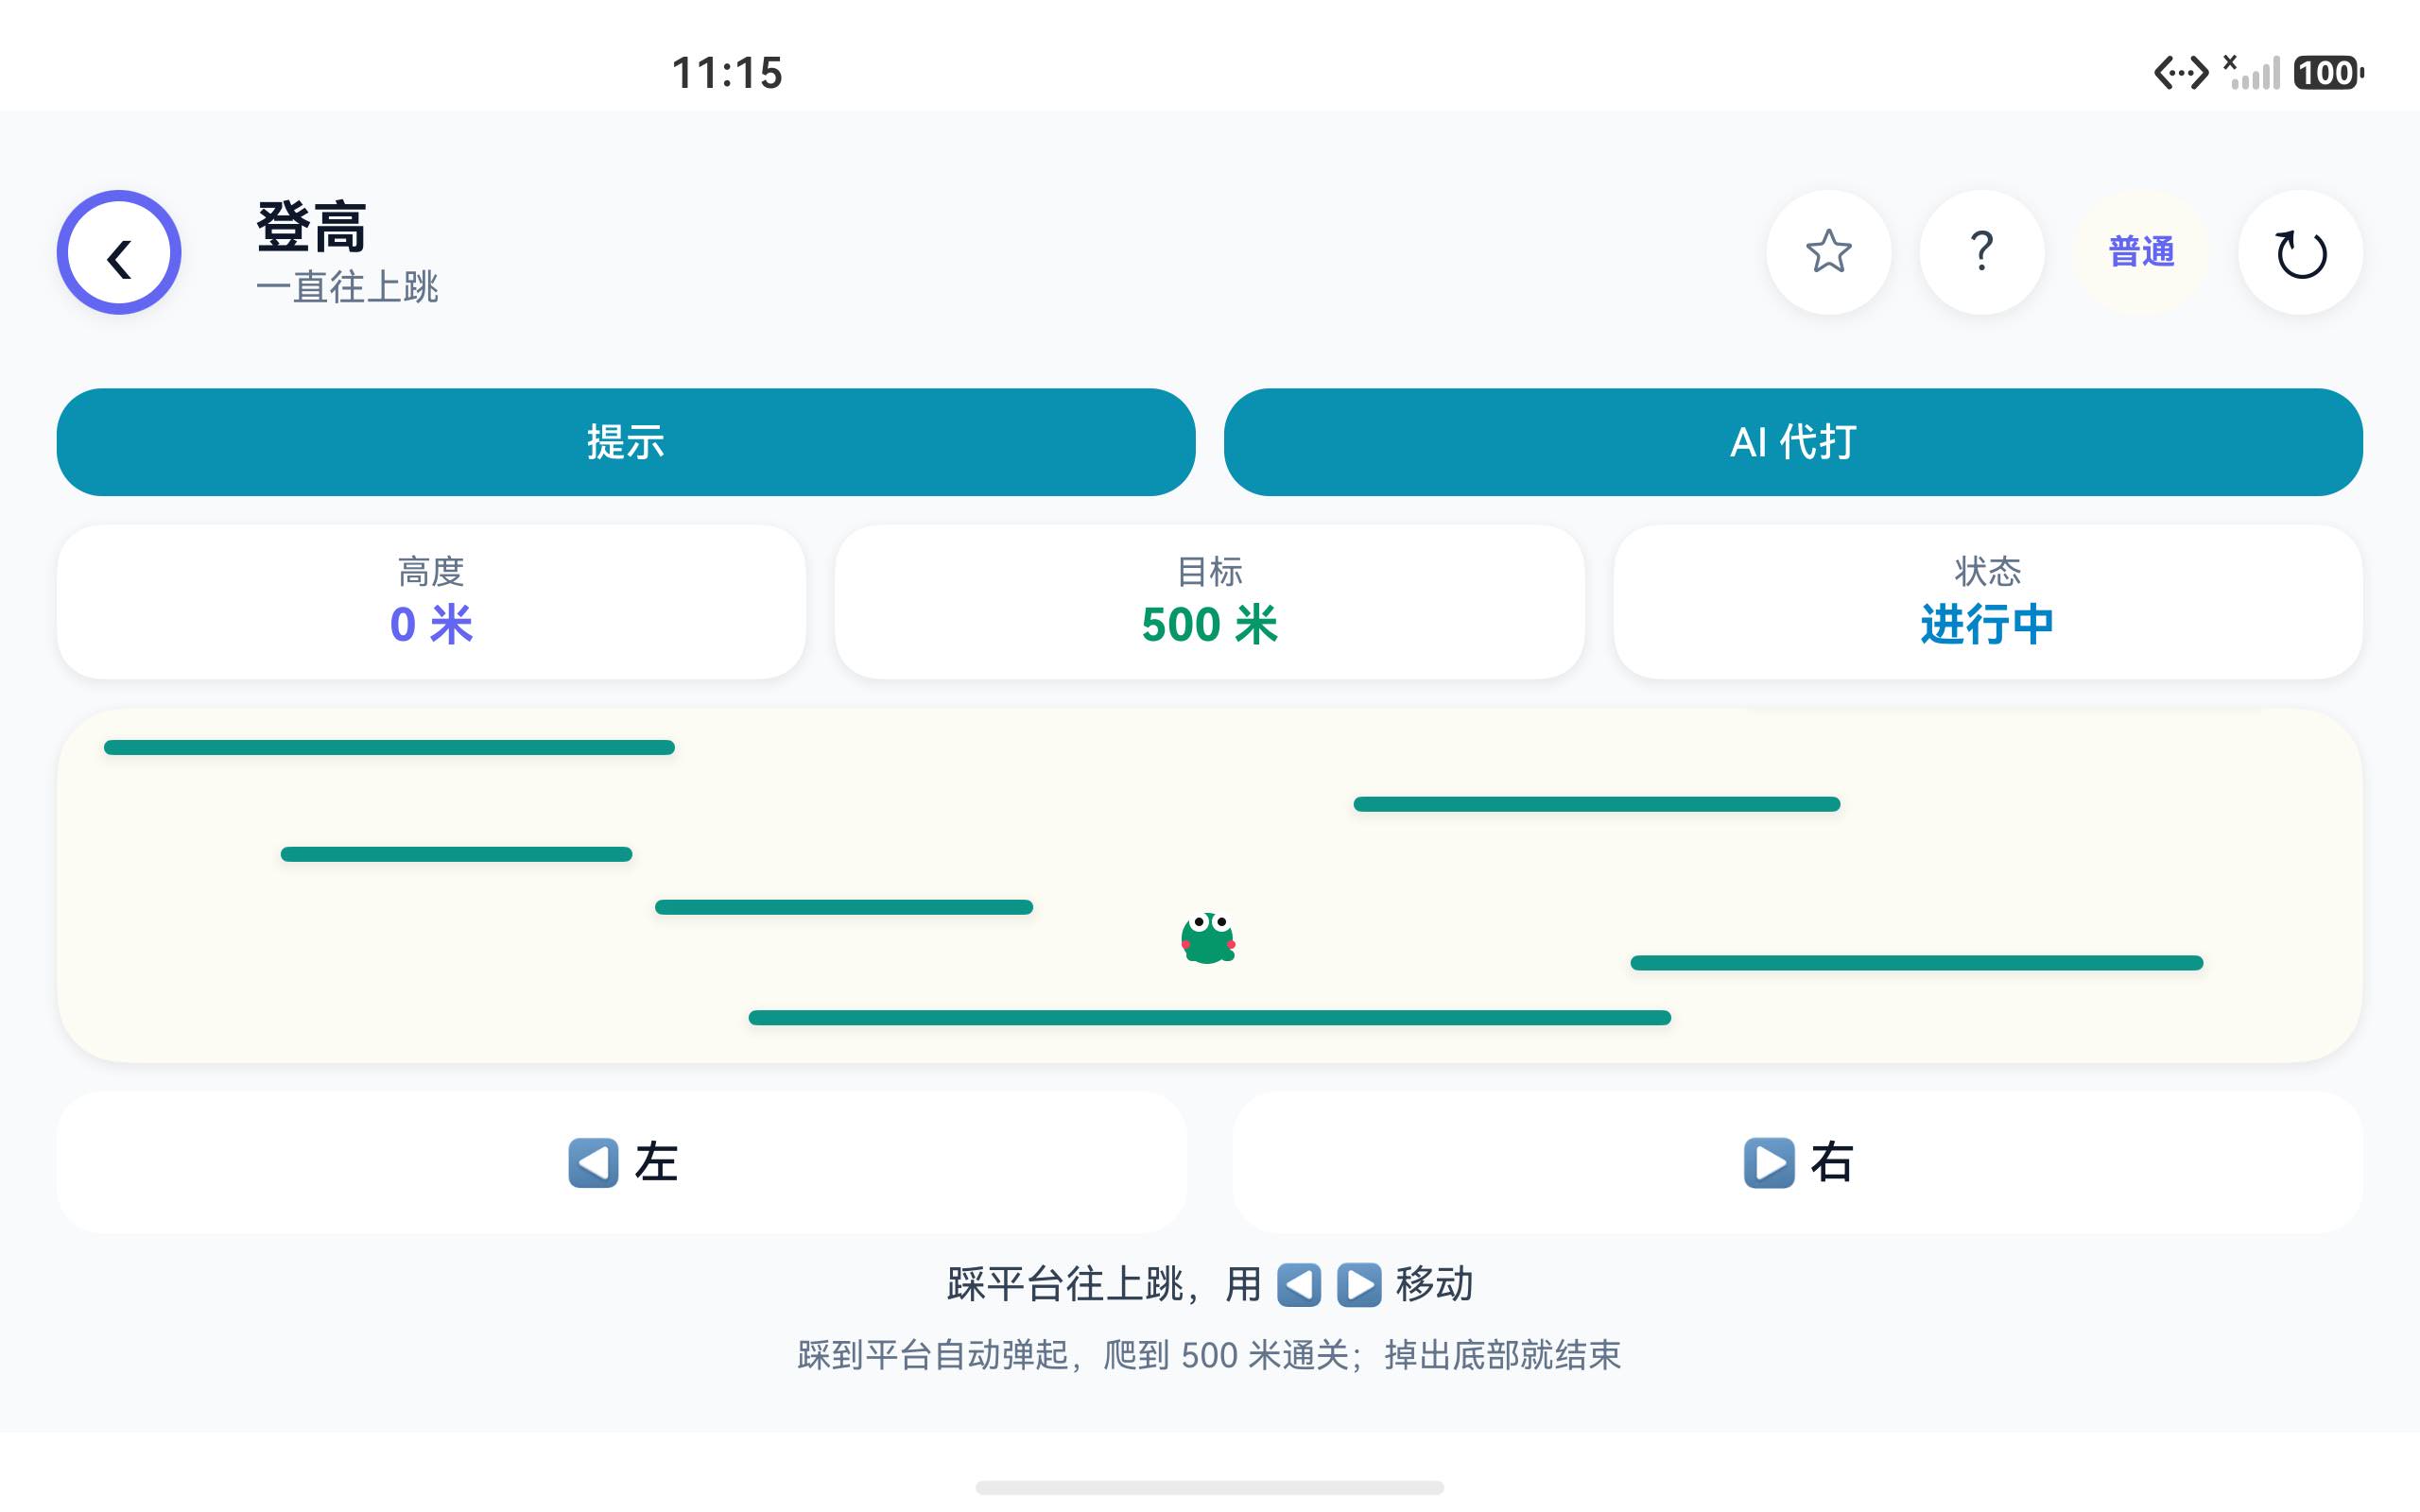 11:15
100
登高
一直往上跳
?
普通
提示
AI 代打
高度
0 米
目标
500 米
状态
进行中
◀ 左
▶ 右
踩平台往上跳，用 ◀ ▶ 移动
踩到平台自动弹起，爬到 500 米通关；掉出底部就结束